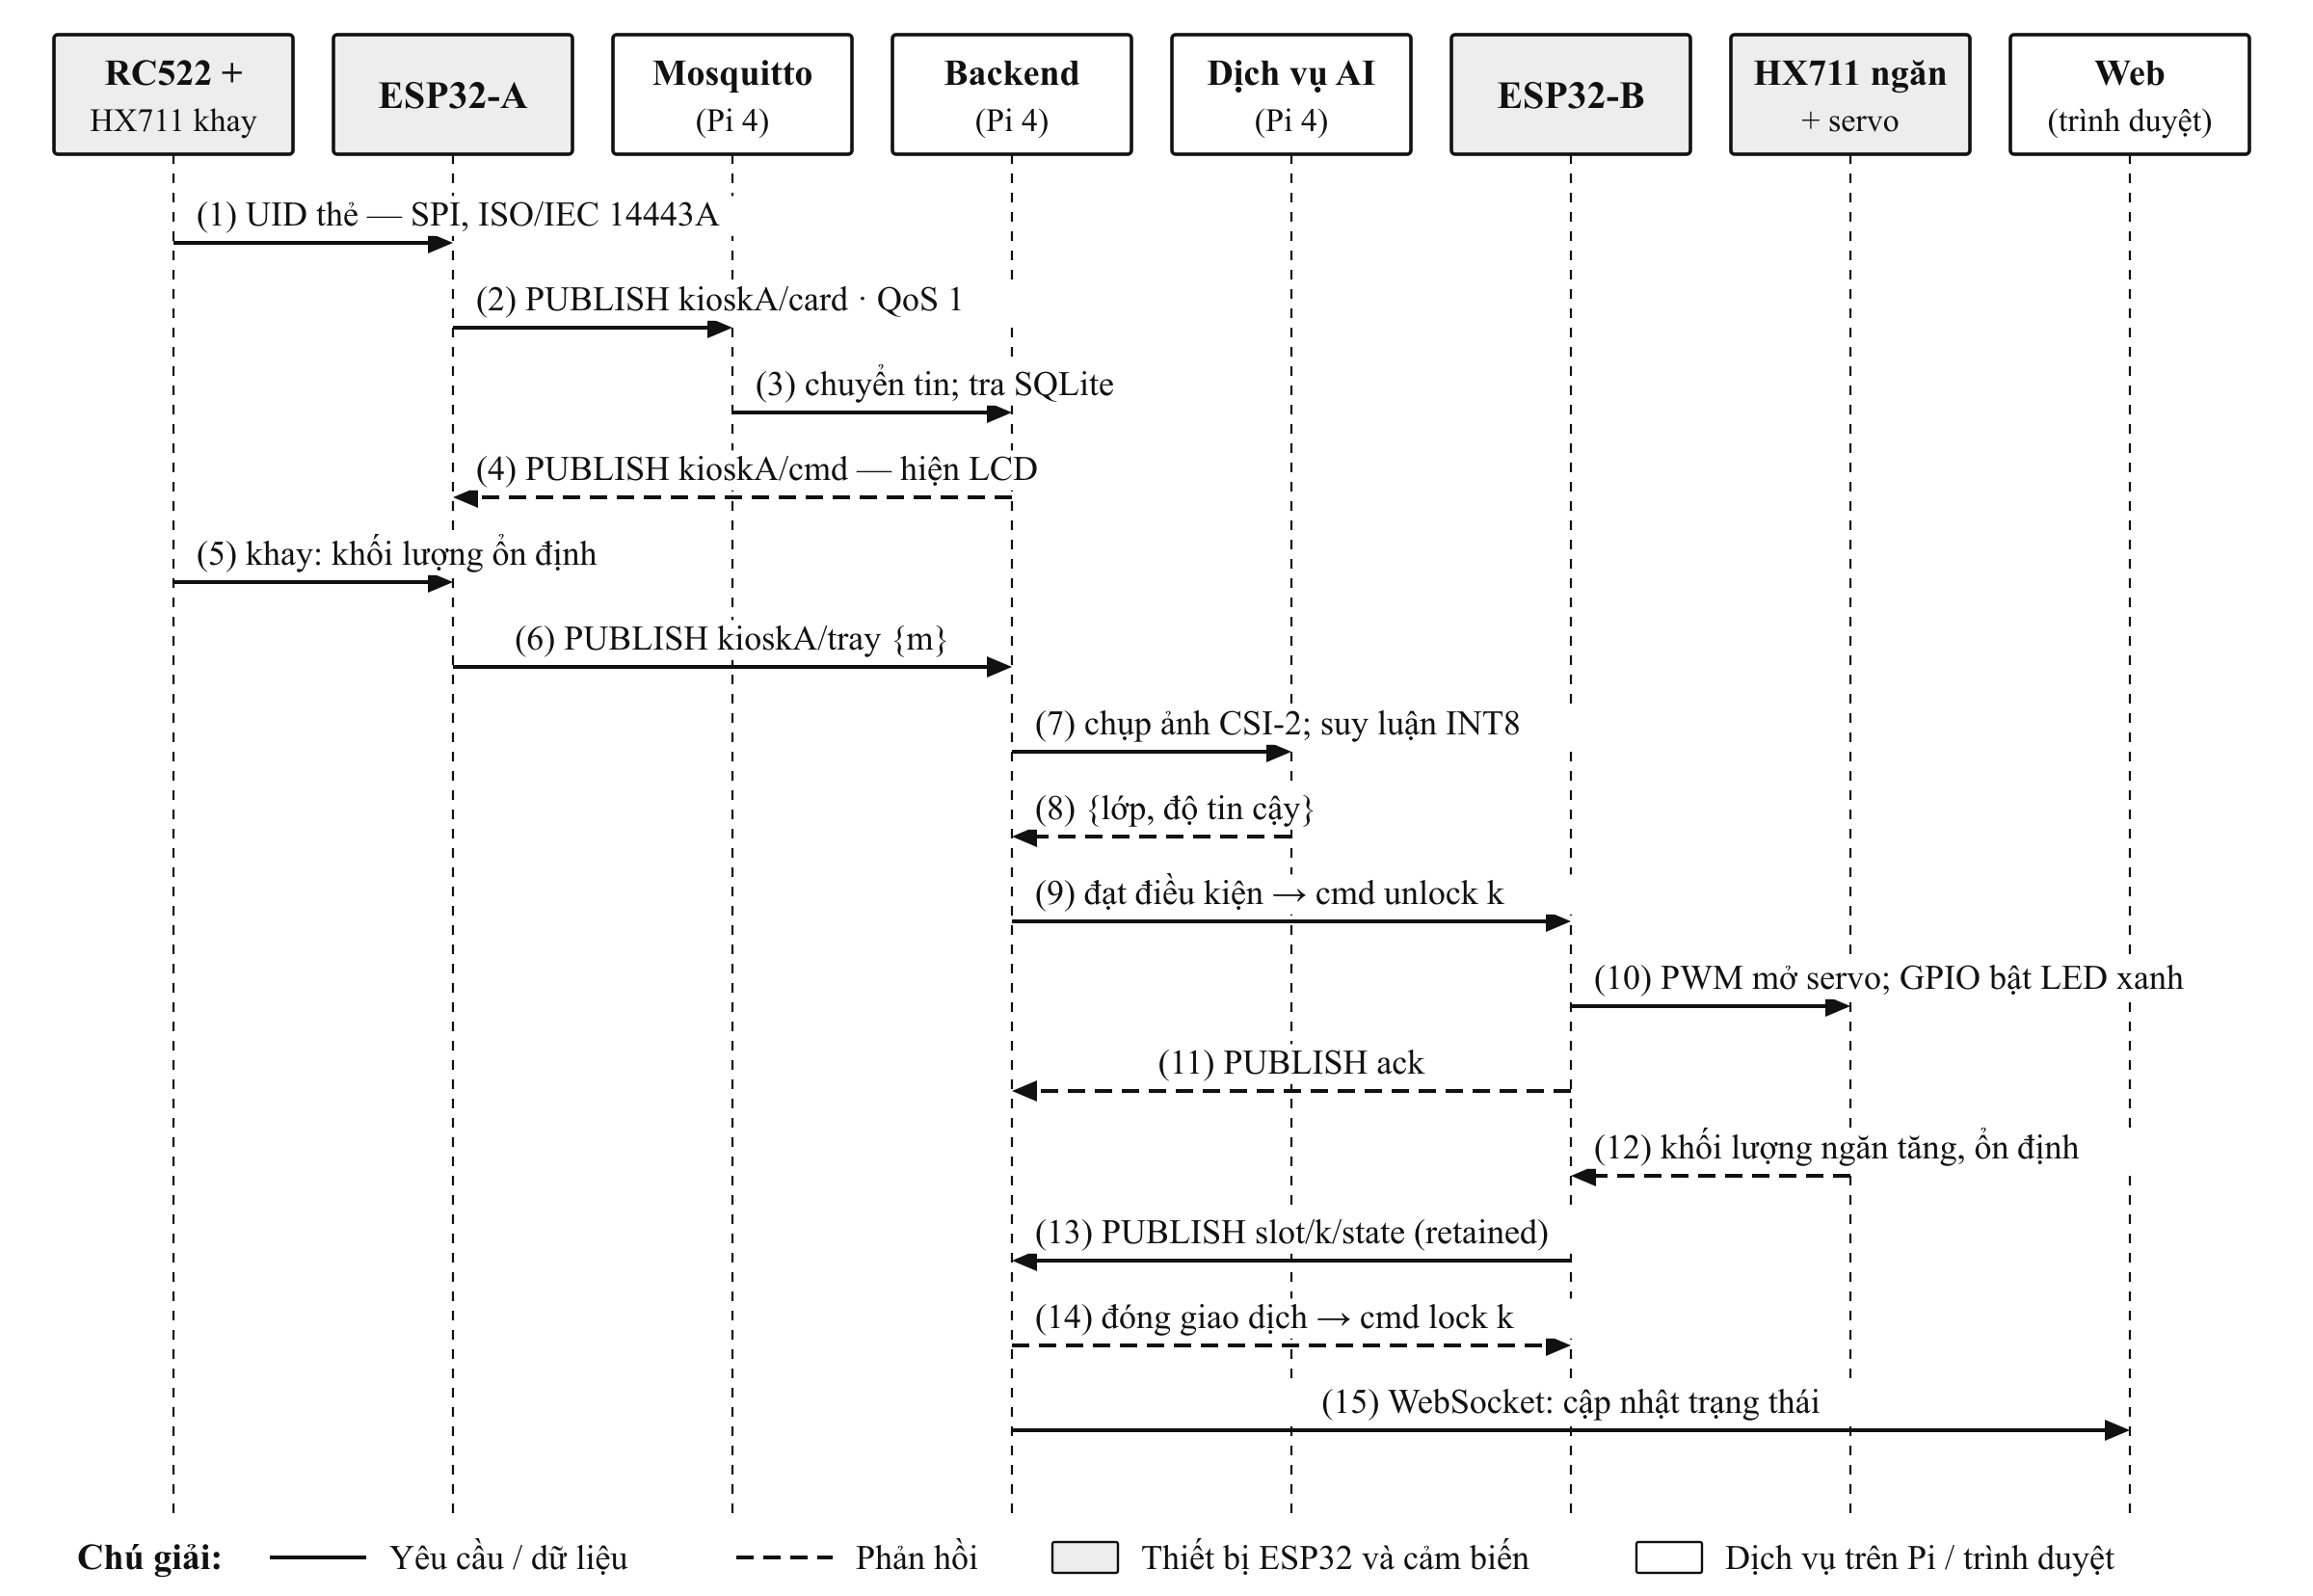 RC522 +
HX711 khay
ESP32-A
Mosquitto
(Pi 4)
Backend
(Pi 4)
Dịch vụ AI
(Pi 4)
ESP32-B
HX711 ngăn
+ servo
Web
(trình duyệt)
(1) UID thẻ — SPI, ISO/IEC 14443A
(2) PUBLISH kioskA/card · QoS 1
(3) chuyển tin; tra SQLite
(4) PUBLISH kioskA/cmd — hiện LCD
(5) khay: khối lượng ổn định
(6) PUBLISH kioskA/tray {m}
(7) chụp ảnh CSI-2; suy luận INT8
(8) {lớp, độ tin cậy}
(9) đạt điều kiện → cmd unlock k
(10) PWM mở servo; GPIO bật LED xanh
(11) PUBLISH ack
(12) khối lượng ngăn tăng, ổn định
(13) PUBLISH slot/k/state (retained)
(14) đóng giao dịch → cmd lock k
(15) WebSocket: cập nhật trạng thái
Chú giải:
Yêu cầu / dữ liệu
Phản hồi
Thiết bị ESP32 và cảm biến
Dịch vụ trên Pi / trình duyệt